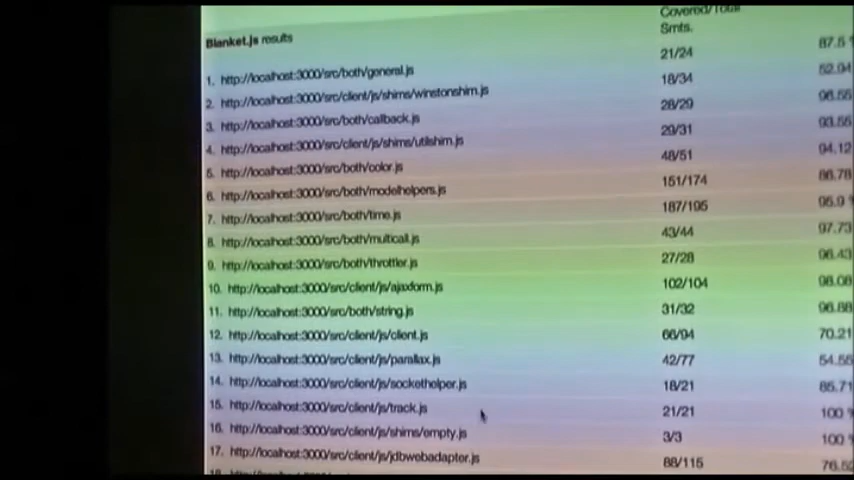 Covered/Total
Blanket.js results Smts.
1. http://localhost:3000/src/both/general.js 21/24 87.5 %
2. http://localhost:3000/src/client/js/shims/winstonshim.js 18/34 52.94
3. http://localhost:3000/src/both/callback.js 28/29 96.55
4. http://localhost:3000/src/client/js/shims/utilshim.js 29/31 93.55
5. http://localhost:3000/src/both/color.js 48/51 94.12
6. http://localhost:3000/src/both/modelhelpers.js 151/174 86.78
7. http://localhost:3000/src/both/time.js 187/195 95.9 %
8. http://localhost:3000/src/both/multicall.js 43/44 97.73
9. http://localhost:3000/src/both/throttler.js 27/28 96.43
10. http://localhost:3000/src/client/js/ajaxform.js 102/104 98.08
11. http://localhost:3000/src/both/string.js 31/32 96.88
12. http://localhost:3000/src/client/js/client.js 66/94 70.21
13. http://localhost:3000/src/client/js/parallax.js 42/77 54.55
14. http://localhost:3000/src/client/js/sockethelper.js 18/21 85.71
15. http://localhost:3000/src/client/js/track.js 21/21 100 %
16. http://localhost:3000/src/client/js/shims/empty.js 3/3 100 %
17. http://localhost:3000/src/client/js/jdbwebadapter.js 88/115 76.52